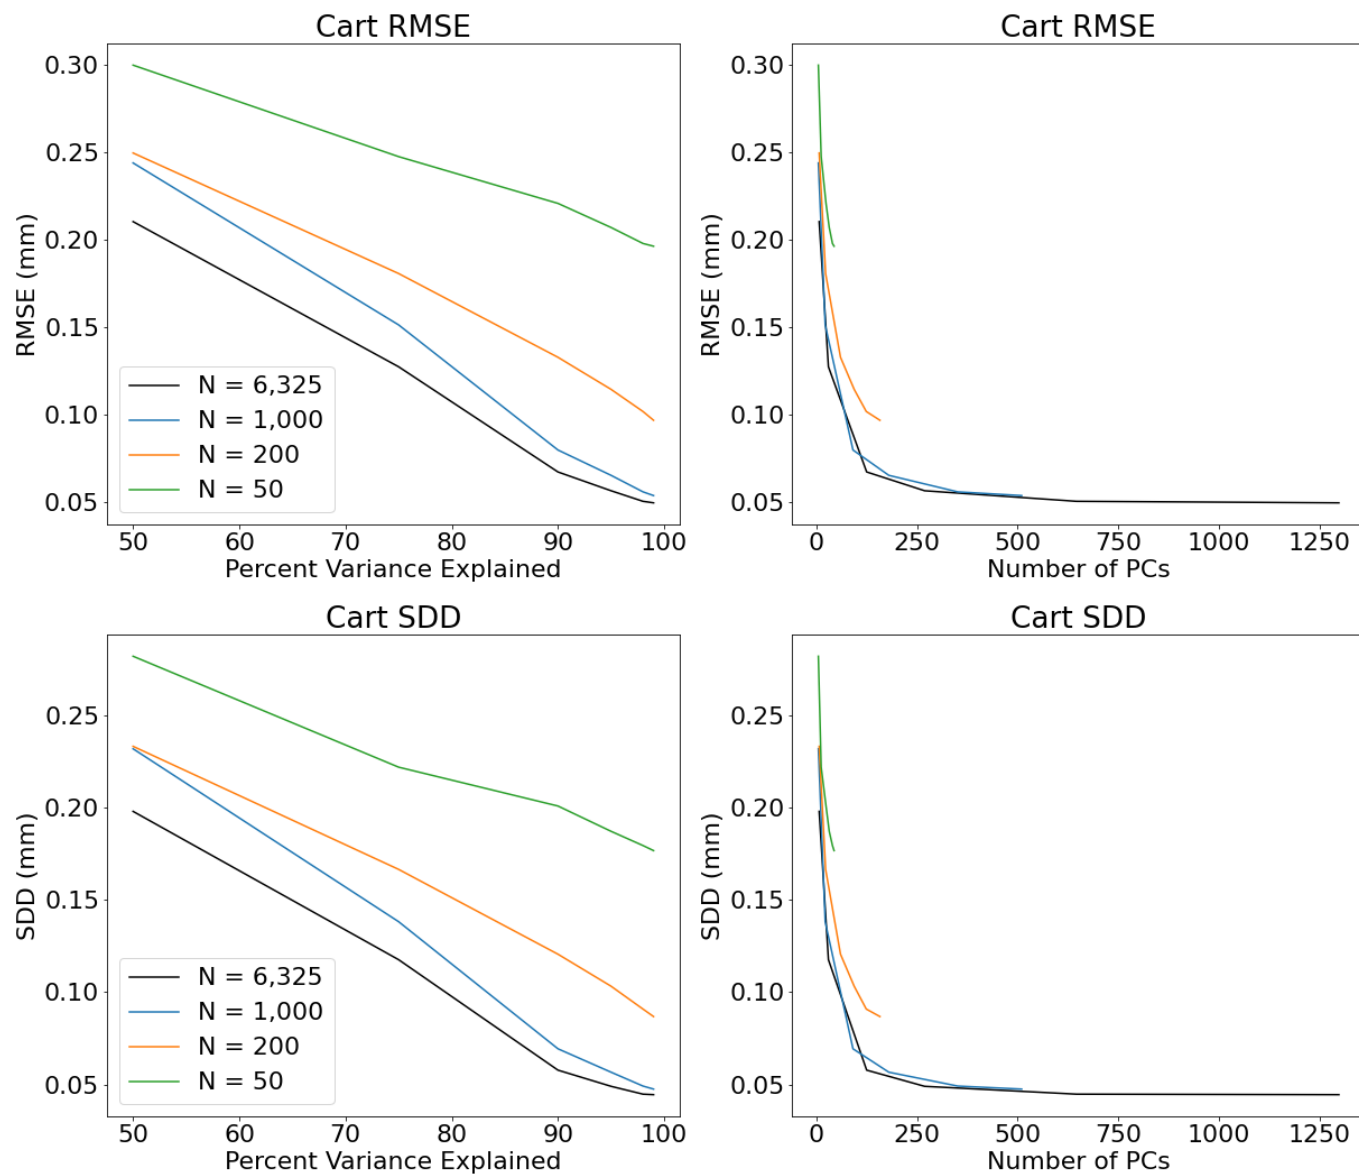 Cart RMSE
RMSE (mm)
0.30
0.25
0.20
0.15
0.10
0.05
N = 6,325
N = 1,000
N = 200
N = 50
50 60 70 80 90 100
Percent Variance Explained
Cart RMSE
RMSE (mm)
0.30
0.25
0.20
0.15
0.10
0.05
0 250 500 750 1000 1250
Number of PCs
Cart SDD
SDD (mm)
0.25
0.20
0.15
0.10
0.05
N = 6,325
N = 1,000
N = 200
N = 50
50 60 70 80 90 100
Percent Variance Explained
Cart SDD
SDD (mm)
0.25
0.20
0.15
0.10
0.05
0 250 500 750 1000 1250
Number of PCs